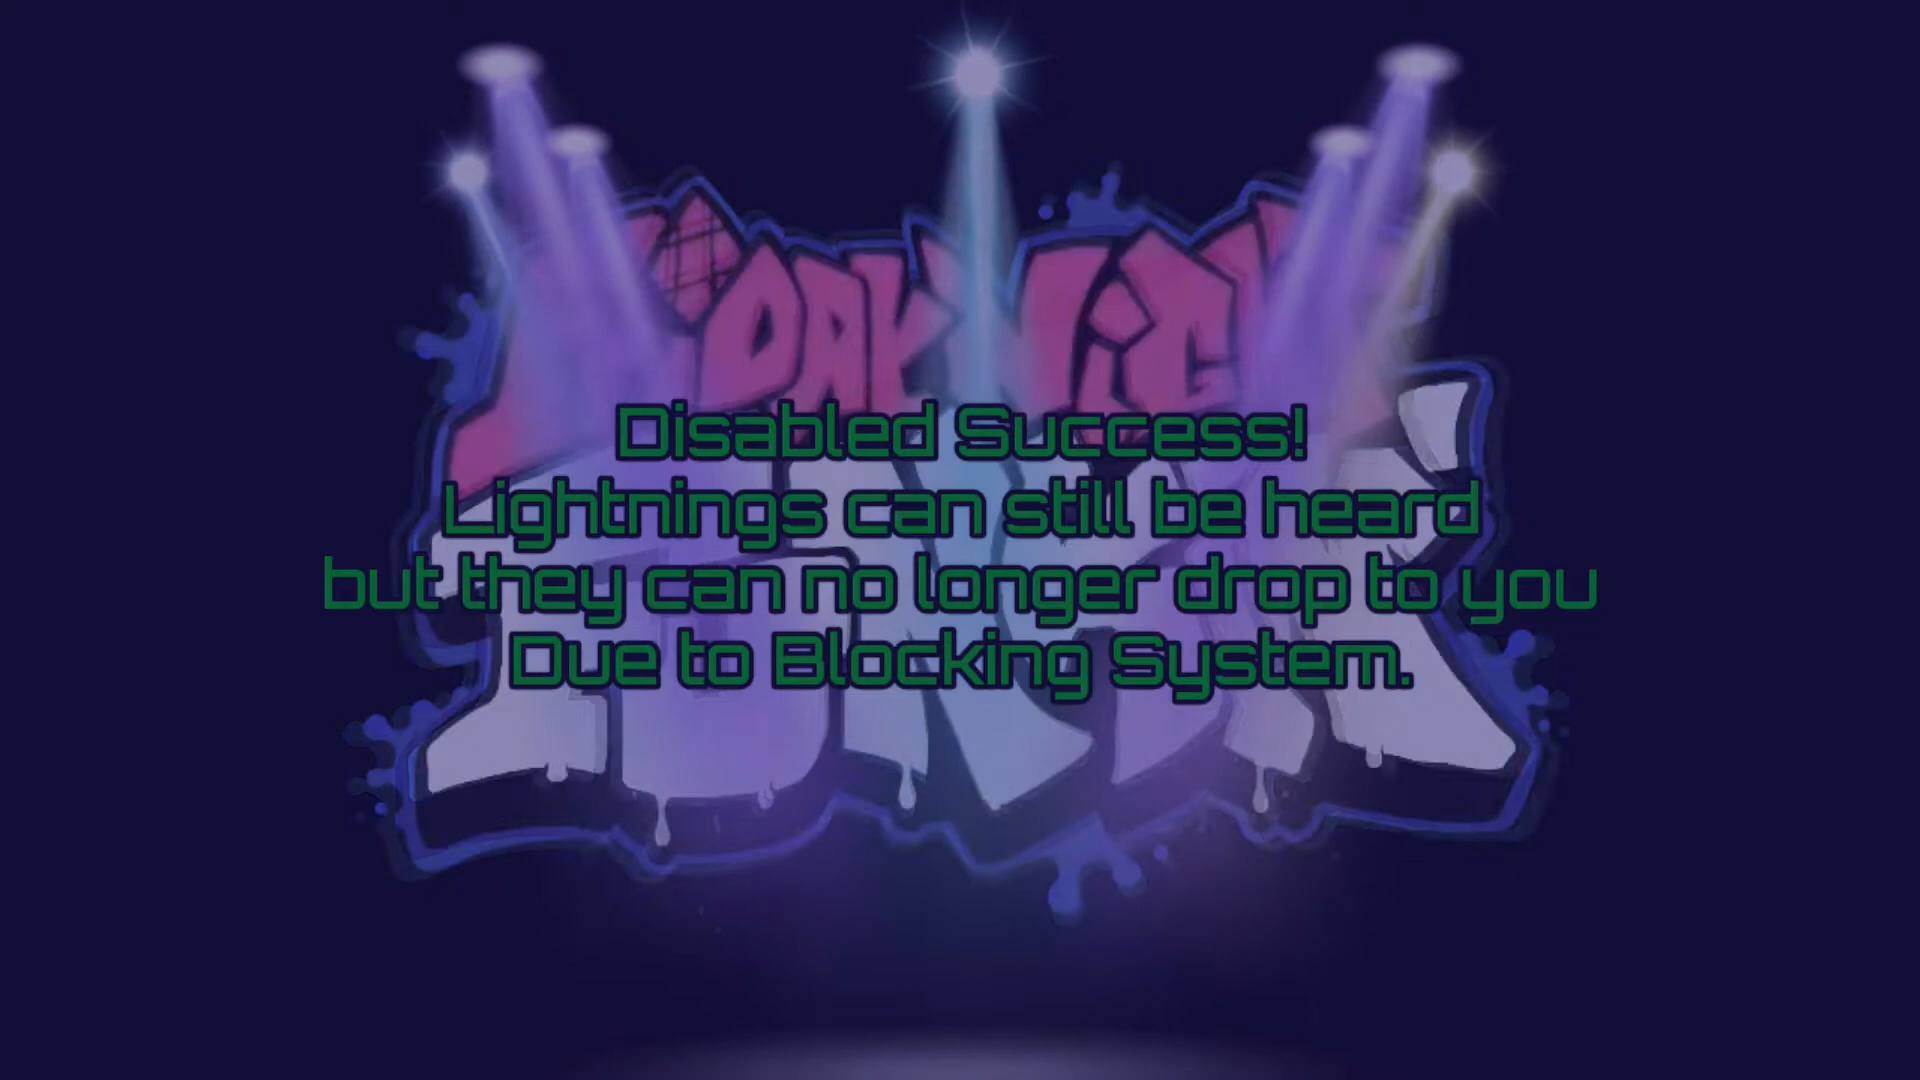 Disabled Success!
Lightnings can still be heard
but they can no longer drop to you
Due to Blocking System.